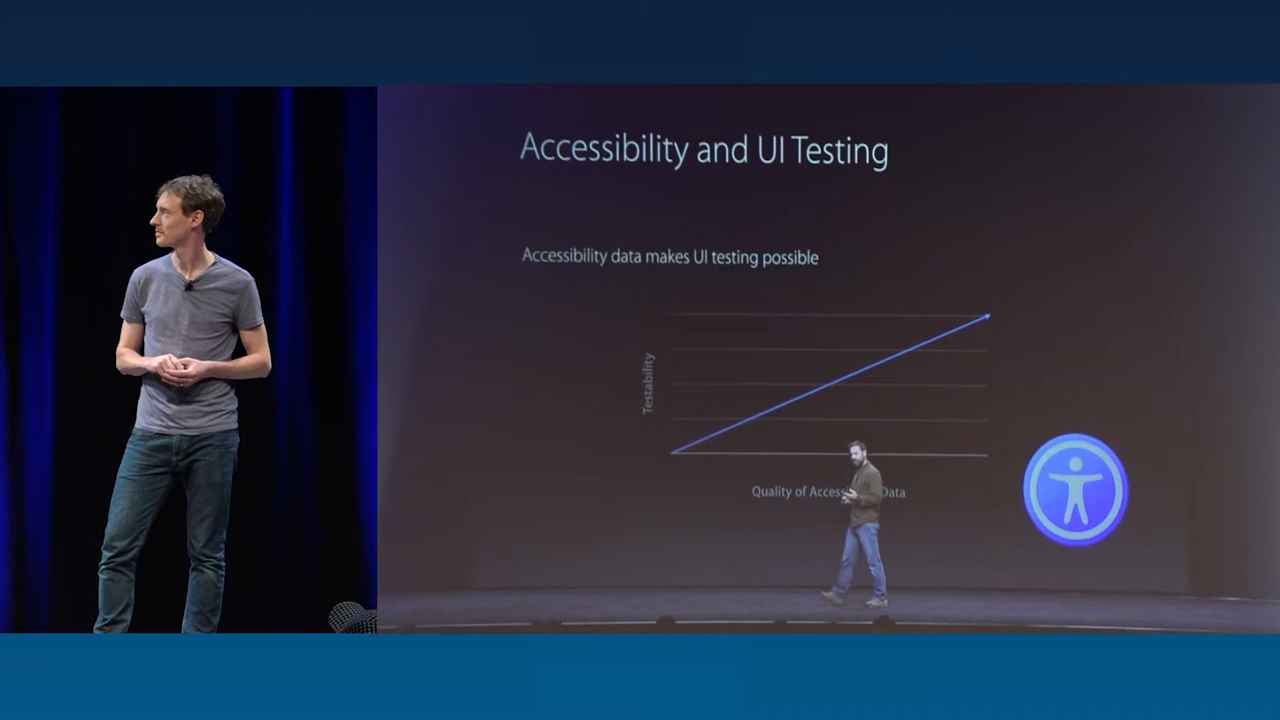 Accessibility and UI Testing
Accessibility data makes UI testing possible
Testability
Quality of Data